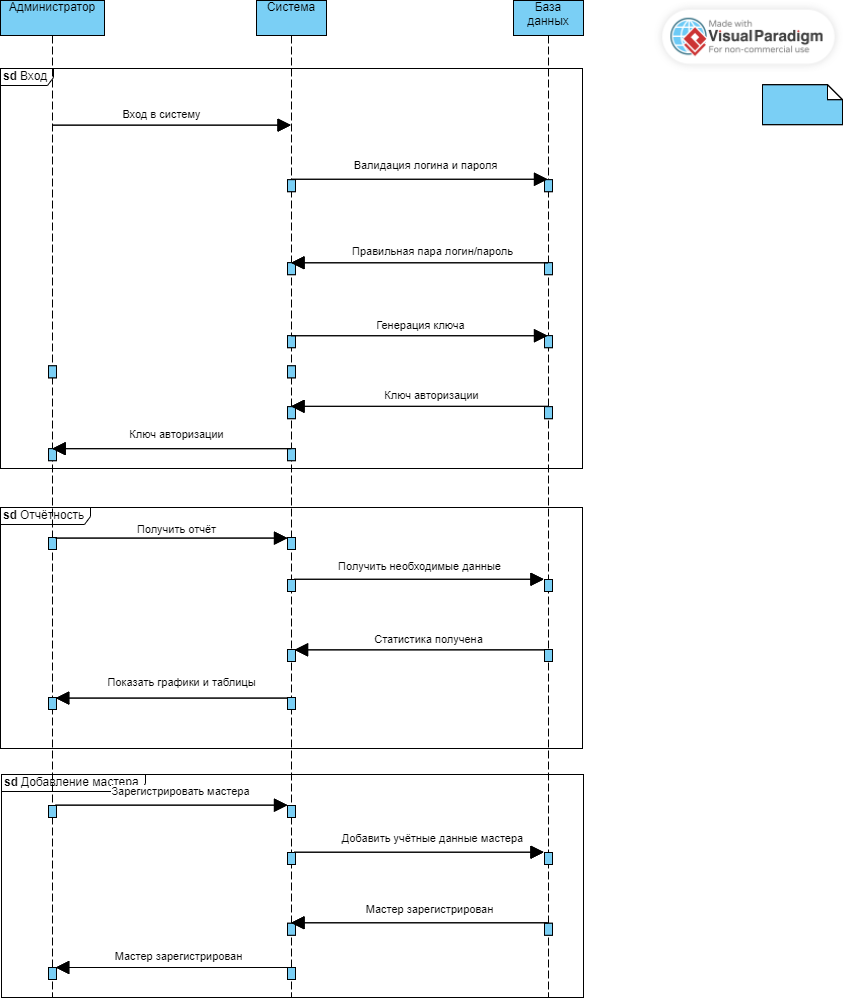 Администратор
Система
База
данных
Made with
VisualParadigm
For non-commercial use
sd Вход
Вход в систему
Валидация логина и пароля
Правильная пара логин/пароль
Генерация ключа
Ключ авторизации
Ключ авторизации
sd Отчётность
Получить отчёт
Получить необходимые данные
Статистика получена
Показать графики и таблицы
sd Добавление мастера
Зарегистрировать мастера
Добавить учётные данные мастера
Мастер зарегистрирован
Мастер зарегистрирован